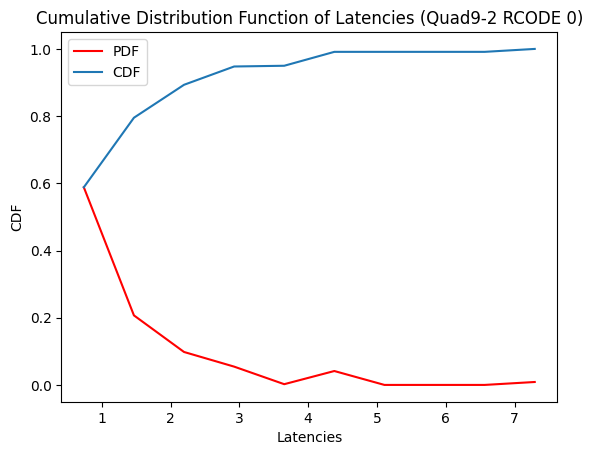 Cumulative Distribution Function of Latencies (Quad9-2 RCODE 0)
PDF
CDF
1.0
0.8
0.6
0.4
0.2
0.0
CDF
1 2 3 4 5 6 7
Latencies